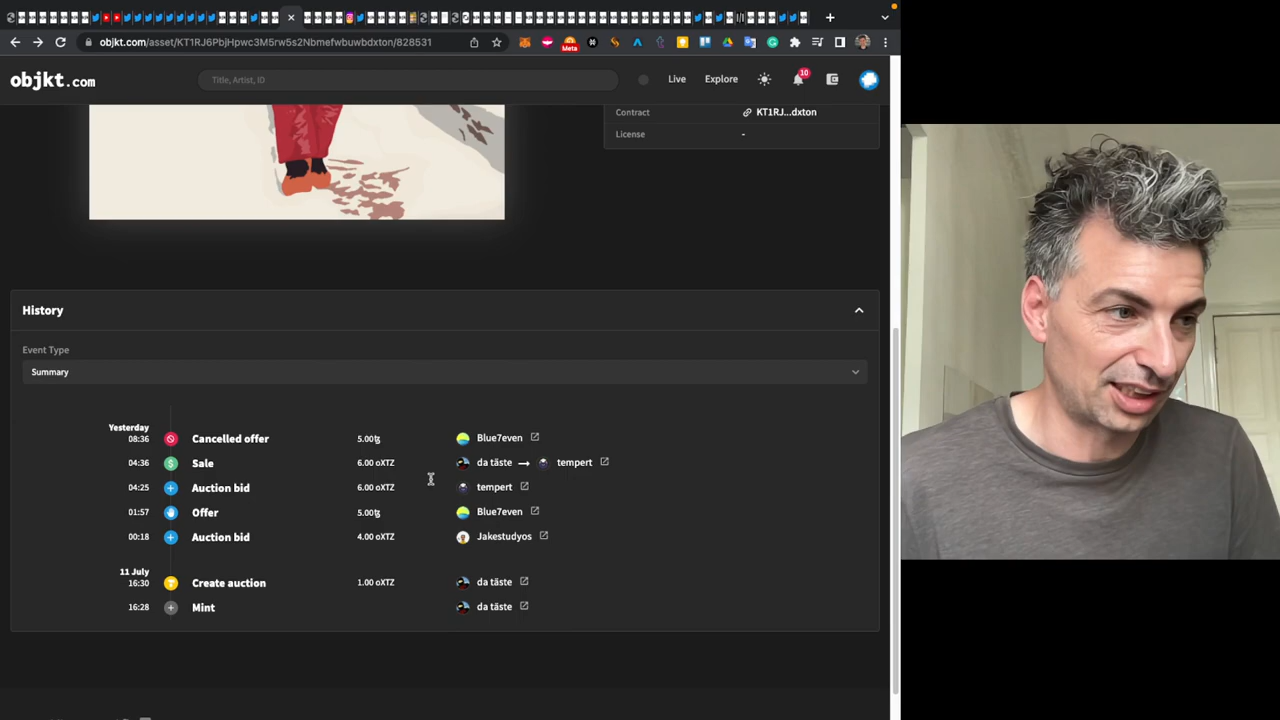 objkt.com/asset/KT1RJ6PbjHpwc3M5rw5s2Nbmefwbuwbdxton/828531
Meta
objkt.com
Title, Artist, ID
Live
Explore
10
Contract
KT1RJ...dxton
License
-
History
Event Type
Summary
Yesterday
08:36 Cancelled offer 5.00ꜩ Blue7even
04:36 Sale 6.00 oXTZ da täste → tempert
04:25 Auction bid 6.00 oXTZ tempert
01:57 Offer 5.00ꜩ Blue7even
00:18 Auction bid 4.00 oXTZ Jakestudyos
11 July
16:30 Create auction 1.00 oXTZ da täste
16:28 Mint da täste